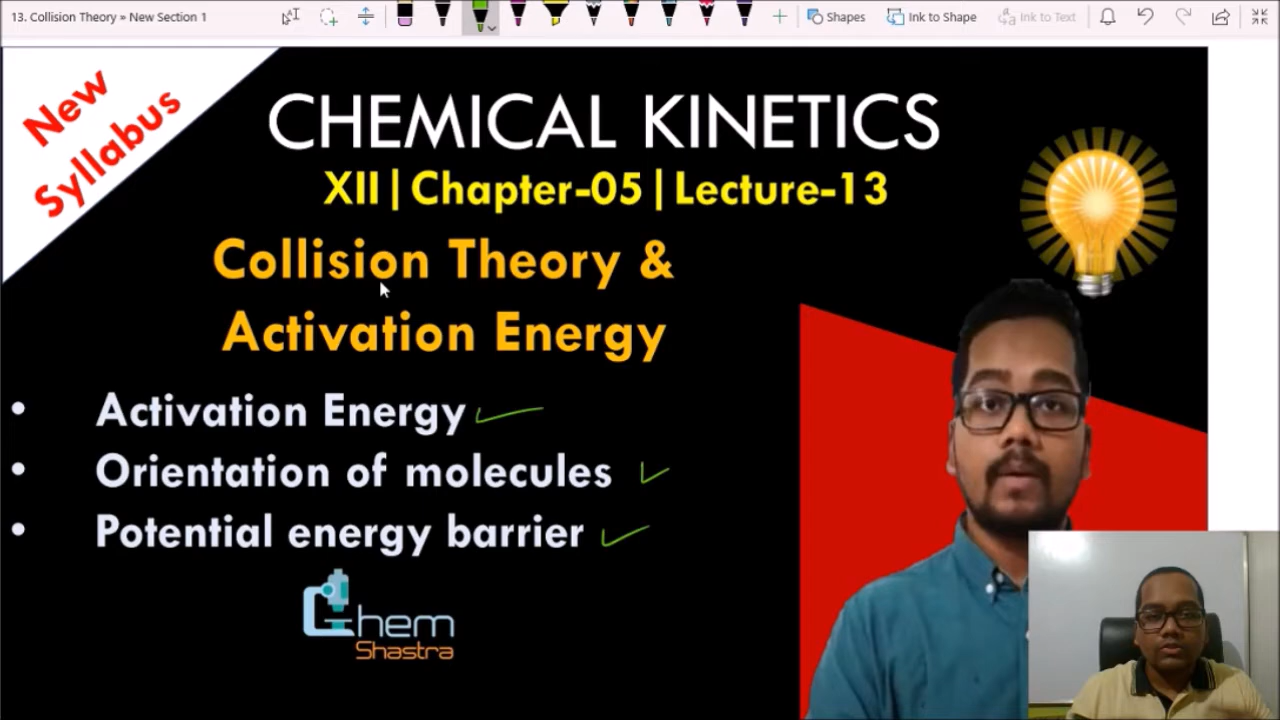 13. Collision Theory » New Section 1
Shapes
Ink to Shape
Ink to Text
New
Syllabus
CHEMICAL KINETICS
XII|Chapter-05|Lecture-13
Collision Theory &
Activation Energy
• Activation Energy
• Orientation of molecules
• Potential energy barrier
Chem
Shastra